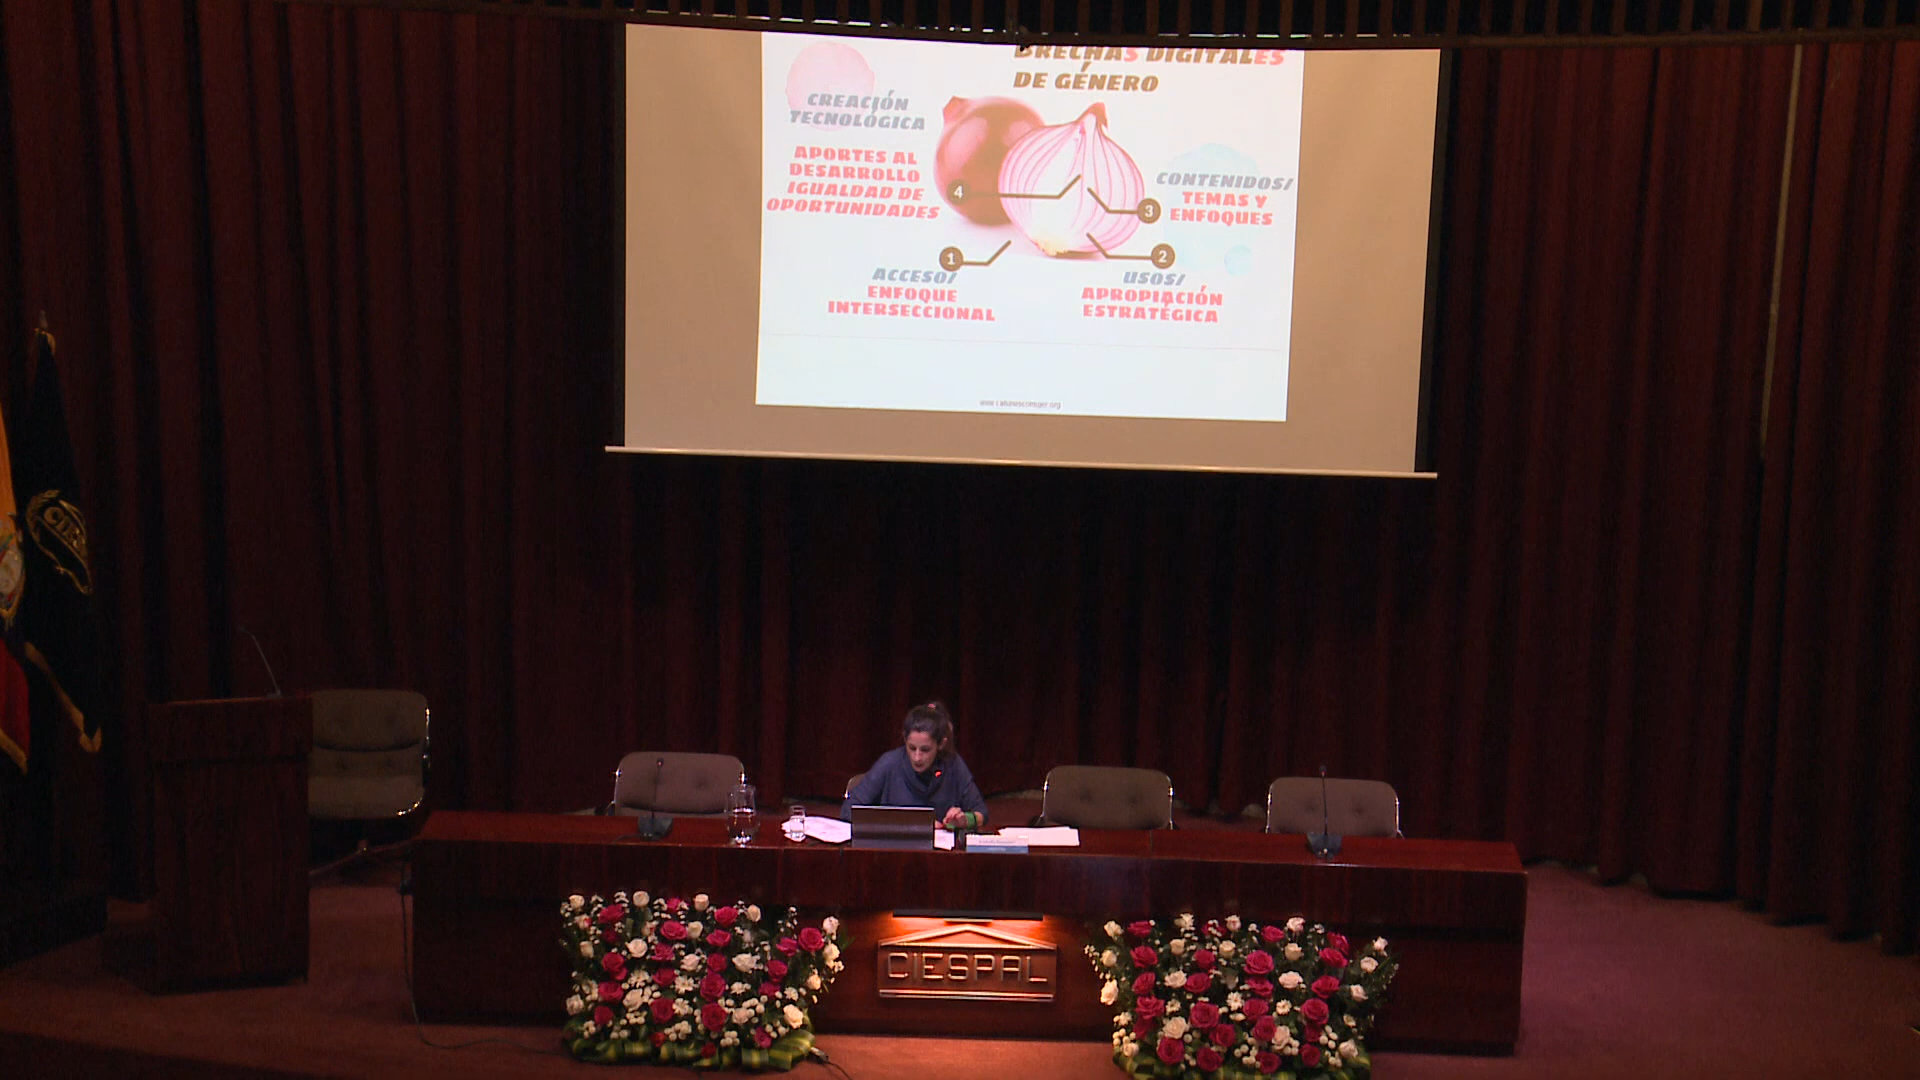 BRECHAS DIGITALES
DE GÉNERO
CREACIÓN
TECNOLÓGICA
APORTES AL
DESARROLLO
IGUALDAD DE
OPORTUNIDADES
4
CONTENIDOS/
TEMAS Y
ENFOQUES
3
1
ACCESO/
ENFOQUE
INTERSECCIONAL
2
USOS/
APROPIACIÓN
ESTRATÉGICA
CIESPAL